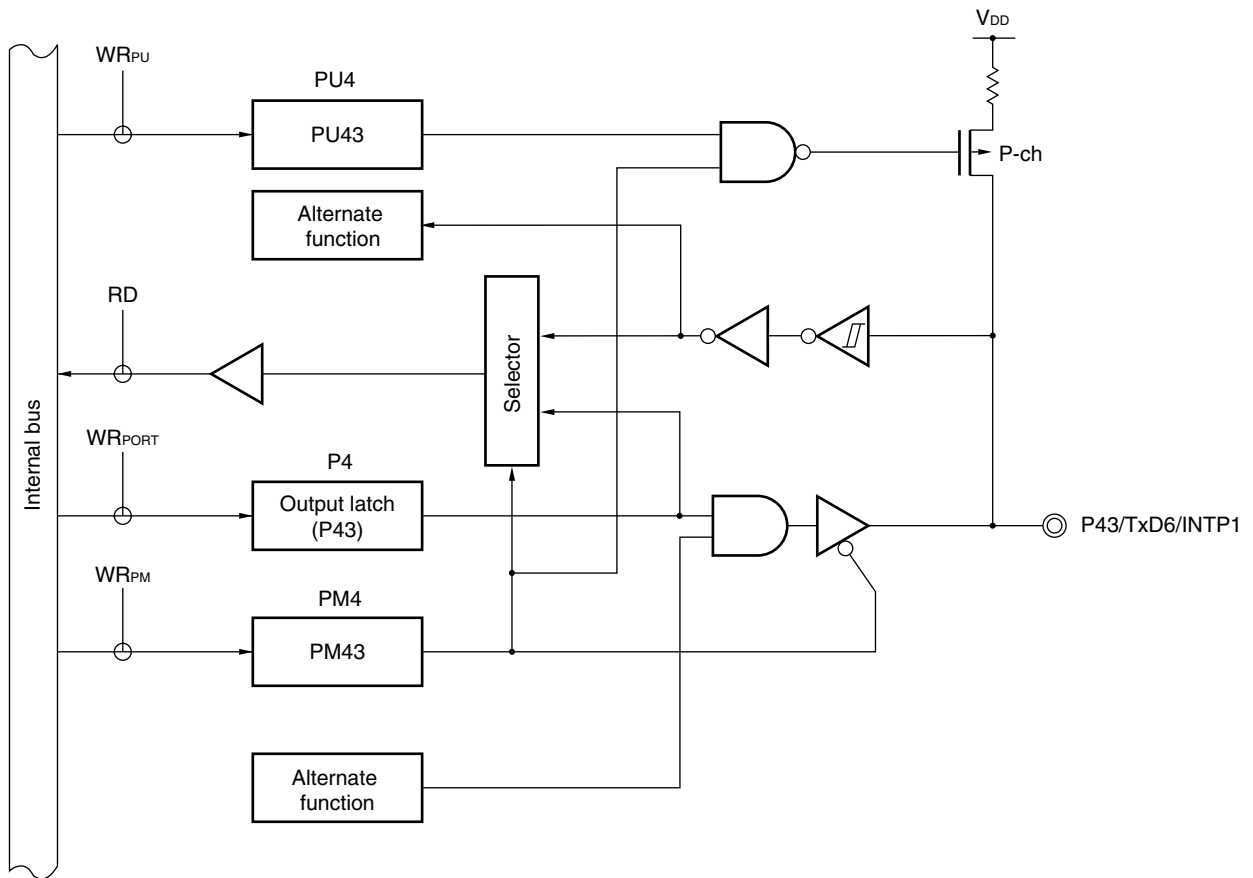 VDD
WRPU
PU4
PU43
P-ch
Alternate
function
RD
Selector
Internal bus
WRPORT
P4
Output latch
(P43)
P43/TxD6/INTP1
WRPM
PM4
PM43
Alternate
function